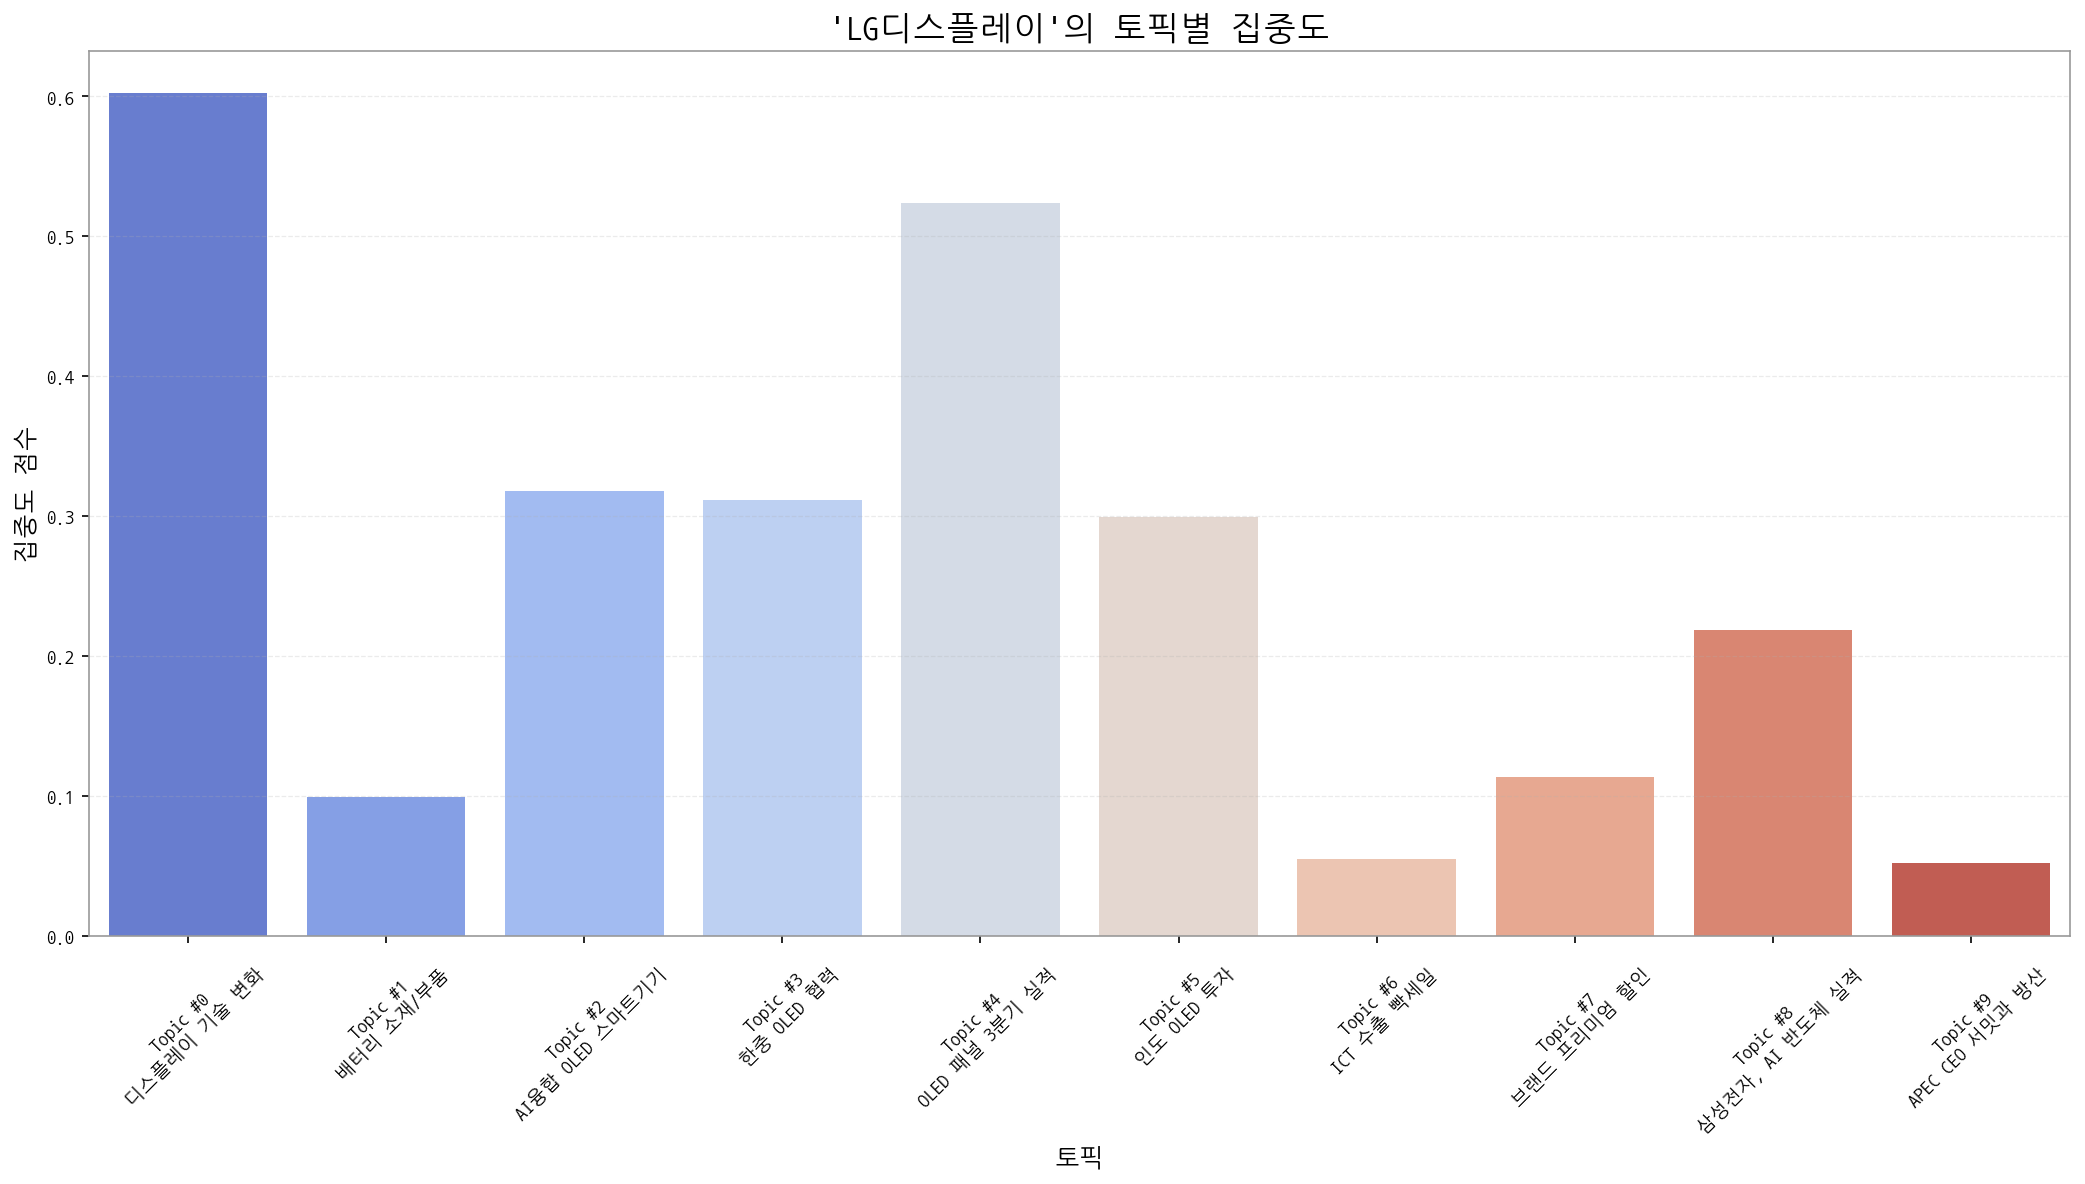 'LG디스플레이'의 토픽별 집중도
집중도 점수
0.6
0.5
0.4
0.3
0.2
0.1
0.0
Topic #0
디스플레이 기술 변화
Topic #1
배터리 소재/부품
Topic #2
AI융합 OLED 스마트기기
Topic #3
한중 OLED 협력
Topic #4
OLED 패널 3분기 실적
Topic #5
인도 OLED 투자
Topic #6
ICT 수출 빡세일
Topic #7
브랜드 프리미엄 할인
Topic #8
삼성전자, AI 반도체 실적
Topic #9
APEC CEO 서밋과 방산
토픽